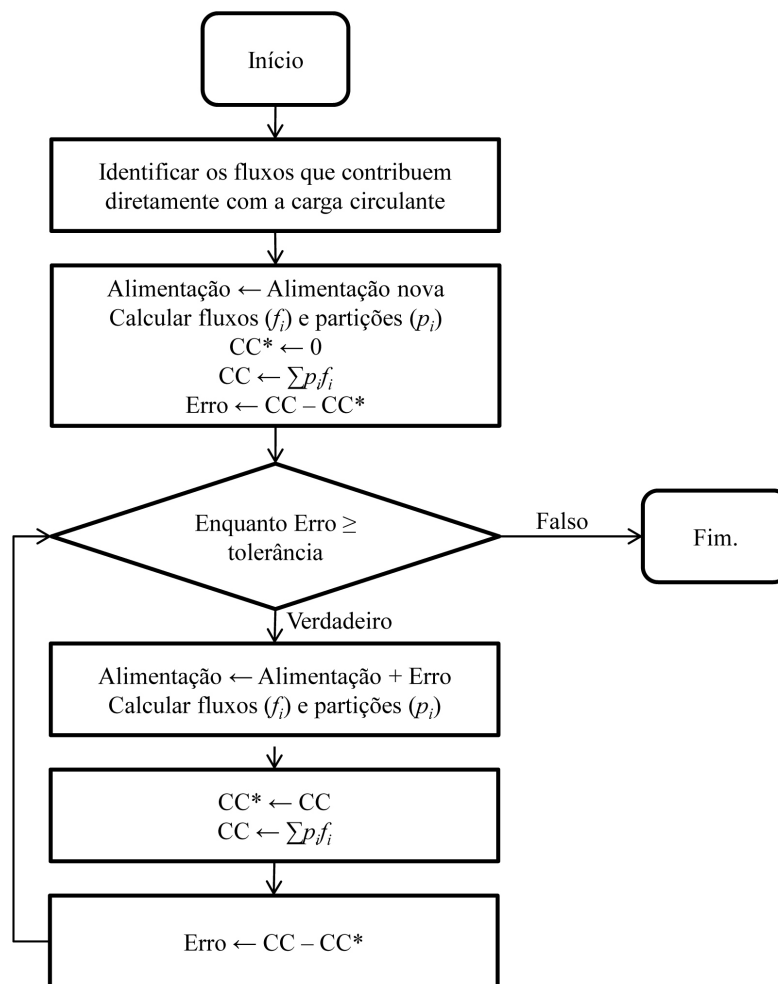 Início
Identificar os fluxos que contribuem
diretamente com a carga circulante
Alimentação ← Alimentação nova
Calcular fluxos (fᵢ) e partições (pᵢ)
CC* ← 0
CC ← ∑pᵢfᵢ
Erro ← CC – CC*
Enquanto Erro ≥
tolerância
Falso
Fim.
Verdadeiro
Alimentação ← Alimentação + Erro
Calcular fluxos (fᵢ) e partições (pᵢ)
CC* ← CC
CC ← ∑pᵢfᵢ
Erro ← CC – CC*